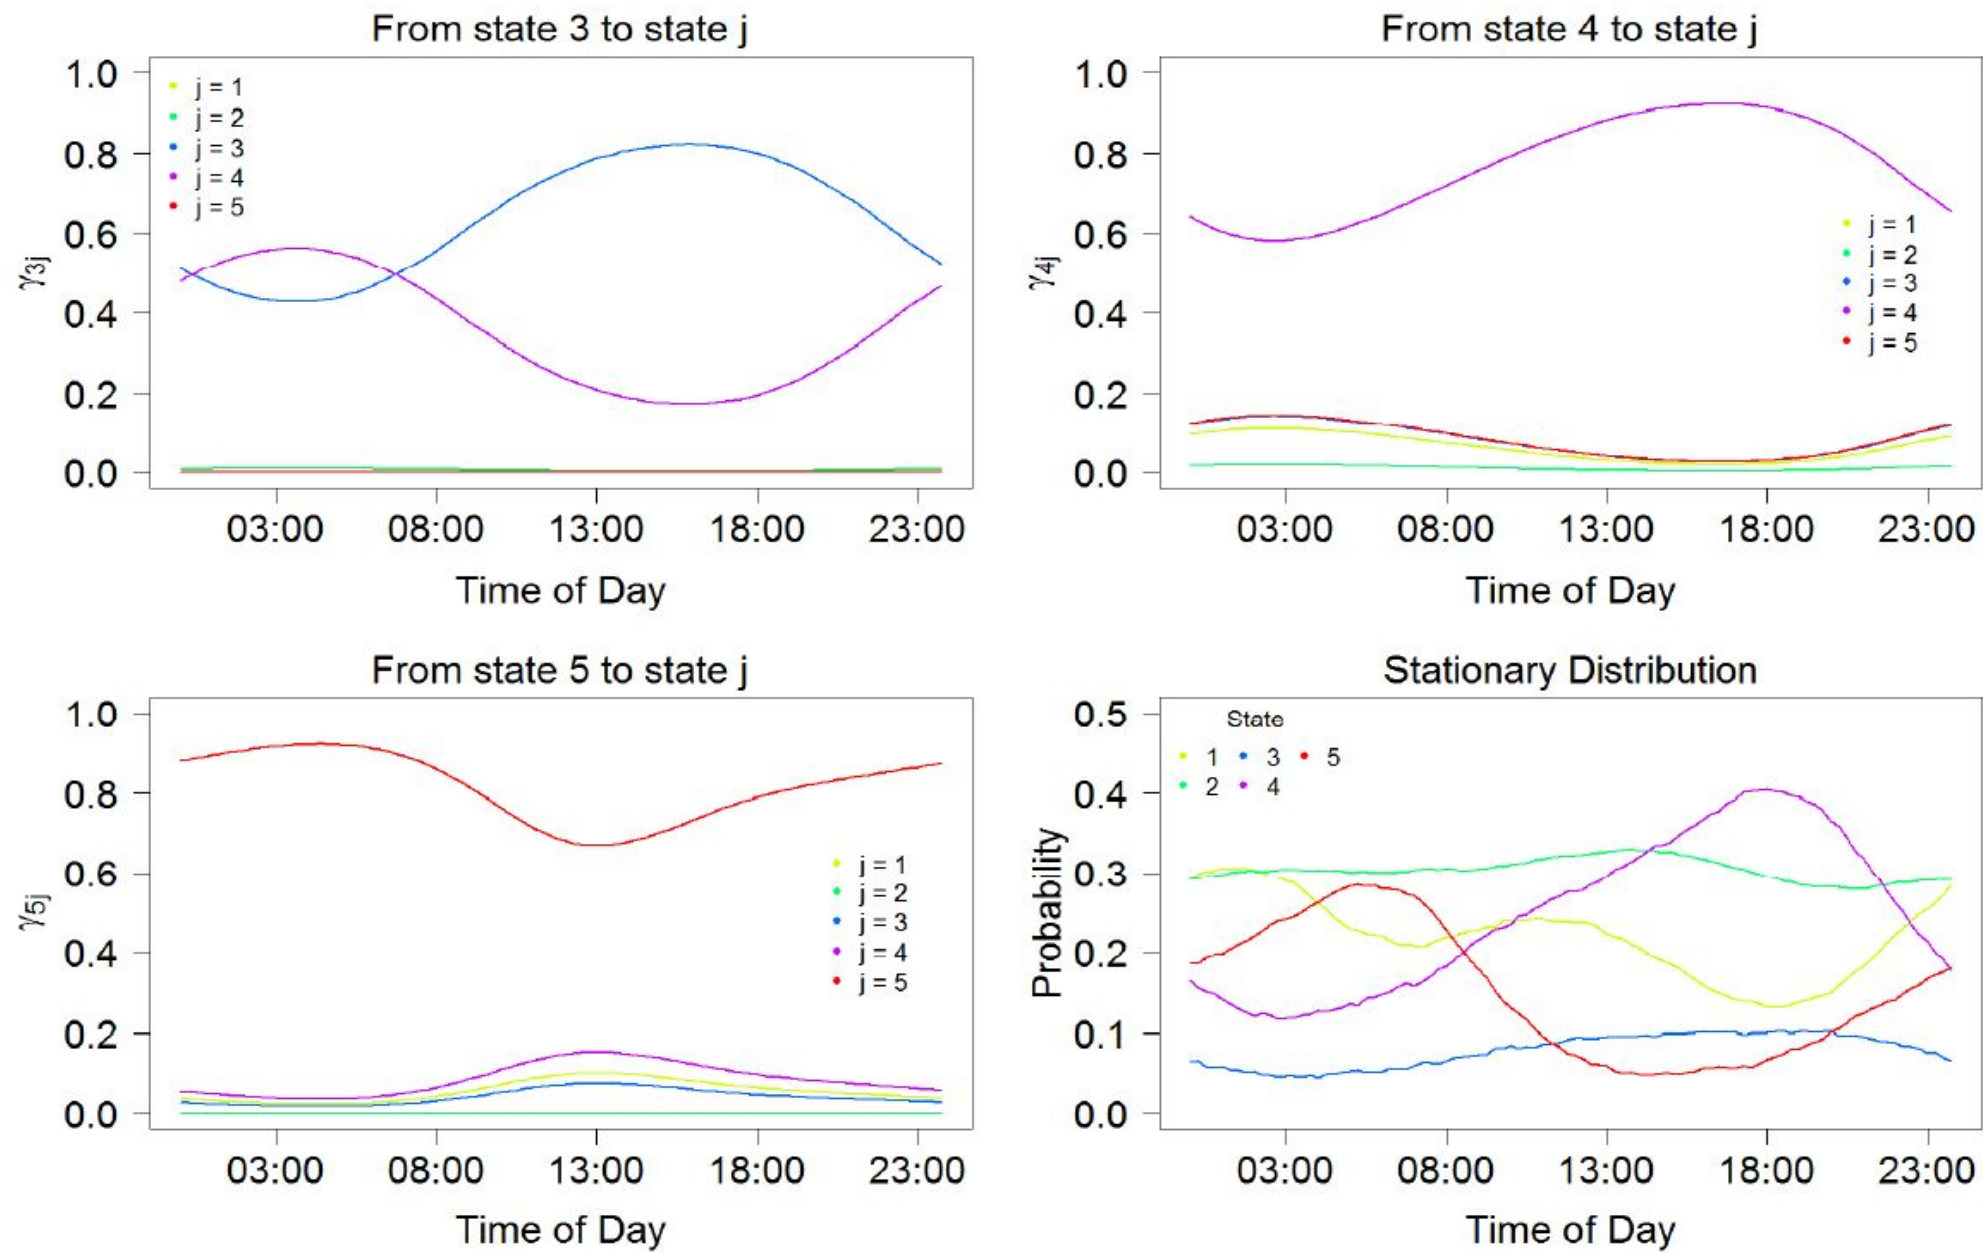 From state 3 to state j
1.0
0.8
0.6
0.4
0.2
0.0
γ3j
j = 1
j = 2
j = 3
j = 4
j = 5
03:00 08:00 13:00 18:00 23:00
Time of Day
From state 4 to state j
1.0
0.8
0.6
0.4
0.2
0.0
γ4j
j = 1
j = 2
j = 3
j = 4
j = 5
03:00 08:00 13:00 18:00 23:00
Time of Day
From state 5 to state j
1.0
0.8
0.6
0.4
0.2
0.0
γ5j
j = 1
j = 2
j = 3
j = 4
j = 5
03:00 08:00 13:00 18:00 23:00
Time of Day
Stationary Distribution
0.5
0.4
0.3
0.2
0.1
0.0
Probability
State
1 3 5
2 4
03:00 08:00 13:00 18:00 23:00
Time of Day